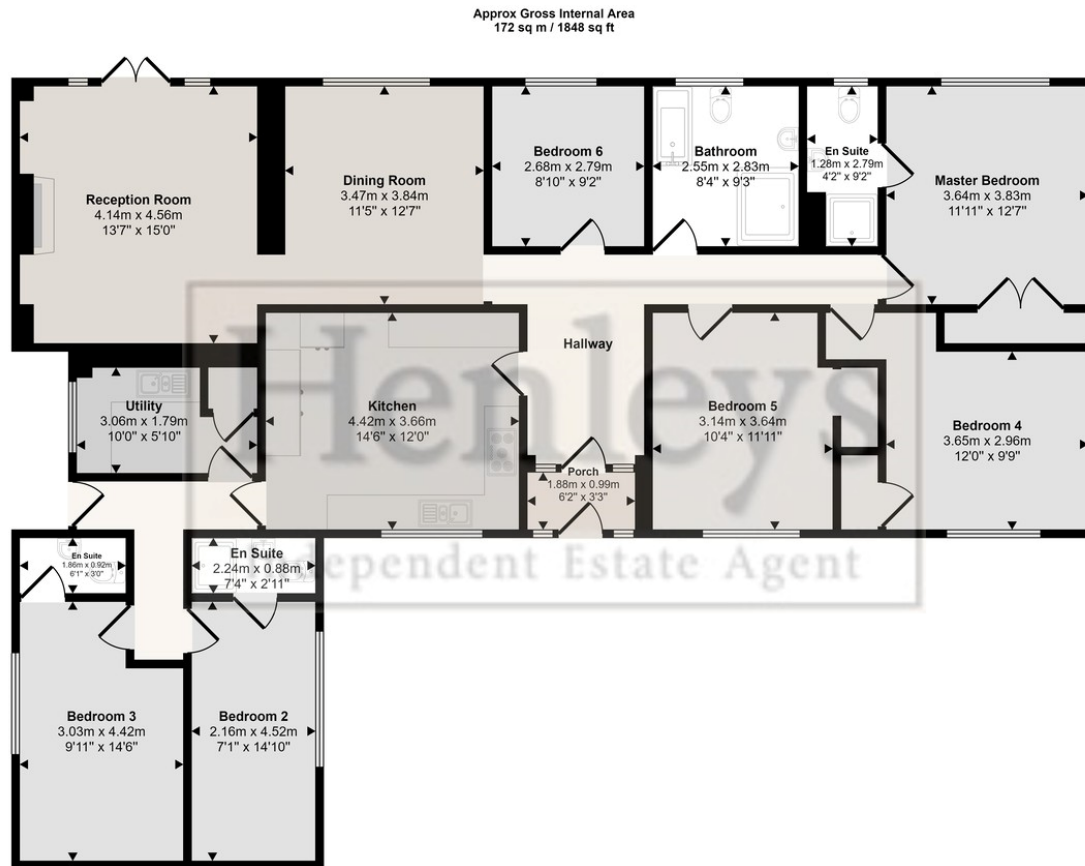 Approx Gross Internal Area
172 sq m / 1848 sq ft
Reception Room
4.14m x 4.56m
13'7" x 15'0"
Dining Room
3.47m x 3.84m
11'5" x 12'7"
Bedroom 6
2.68m x 2.79m
8'10" x 9'2"
Bathroom
2.55m x 2.83m
8'4" x 9'3"
En Suite
1.28m x 2.79m
4'2" x 9'2"
Master Bedroom
3.64m x 3.83m
11'11" x 12'7"
Hallway
Utility
3.06m x 1.79m
10'0" x 5'10"
Kitchen
4.42m x 3.66m
14'6" x 12'0"
Bedroom 5
3.14m x 3.64m
10'4" x 11'11"
Bedroom 4
3.65m x 2.96m
12'0" x 9'9"
Porch
1.88m x 0.99m
6'2" x 3'3"
Henleys
Independent Estate Agent
En Suite
1.86m x 0.92m
6'1" x 3'0"
En Suite
2.24m x 0.88m
7'4" x 2'11"
Bedroom 3
3.03m x 4.42m
9'11" x 14'6"
Bedroom 2
2.16m x 4.52m
7'1" x 14'10"